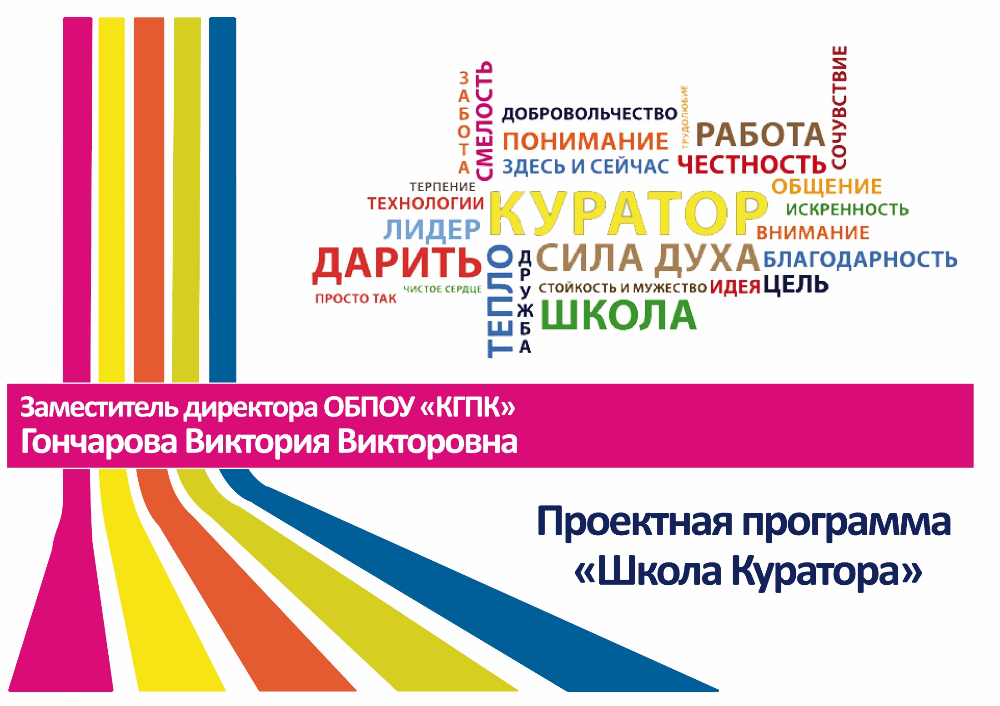 СОЧУВСТВИЕ
СМЕЛОСТЬ
ЗАБОТА
ТРУДОЛЮБИЕ
ДОБРОВОЛЬЧЕСТВО
РАБОТА
ПОНИМАНИЕ
ЗДЕСЬ И СЕЙЧАС
ЧЕСТНОСТЬ
ТЕРПЕНИЕ
ОБЩЕНИЕ
ТЕХНОЛОГИИ
КУРАТОР
ИСКРЕННОСТЬ
ЛИДЕР
ВНИМАНИЕ
ДАРИТЬ
ТЕПЛО
ДРУЖБА
СИЛА ДУХА
БЛАГОДАРНОСТЬ
ЧИСТОЕ СЕРДЦЕ
СТОЙКОСТЬ И МУЖЕСТВО
ИДЕЯ
ЦЕЛЬ
ПРОСТО ТАК
ШКОЛА
Заместитель директора ОБПОУ «КГПК»
Гончарова Виктория Викторовна
Проектная программа
«Школа Куратора»